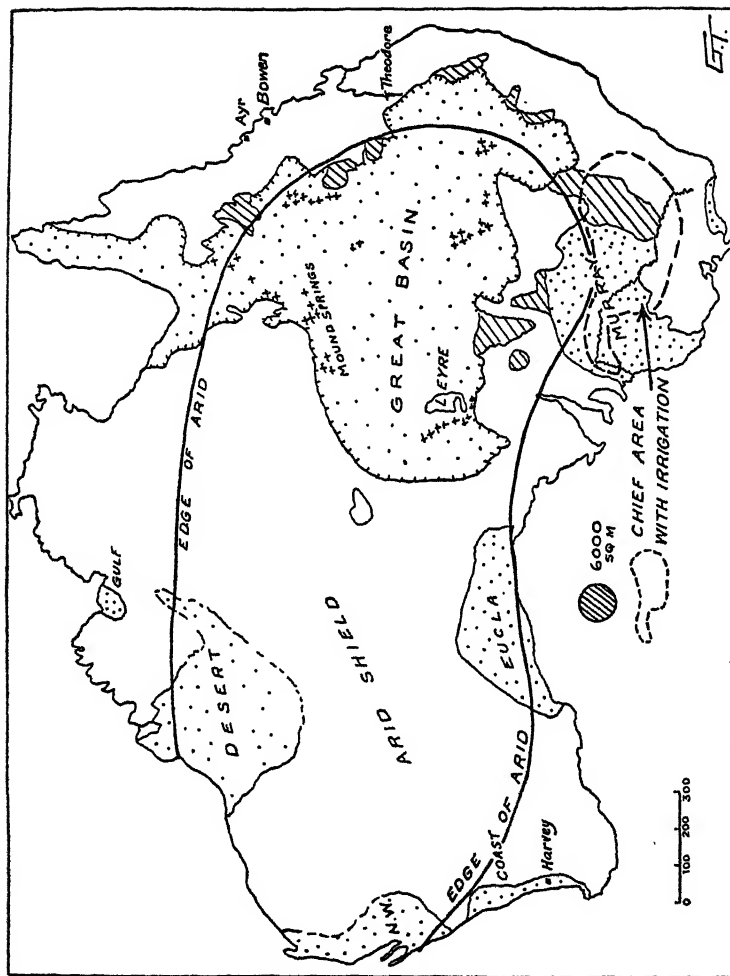 Ayr
Bowen
Theodore
G.T.
EDGE OF ARID
GULF
DESERT
MOUND SPRINGS
GREAT BASIN
L EYRE
ARID SHIELD
EUCLA
MURRAY
N.W.
EDGE OF ARID
COAST
Harvey
6000
SQ M
CHIEF AREA
WITH IRRIGATION
0 100 200 300